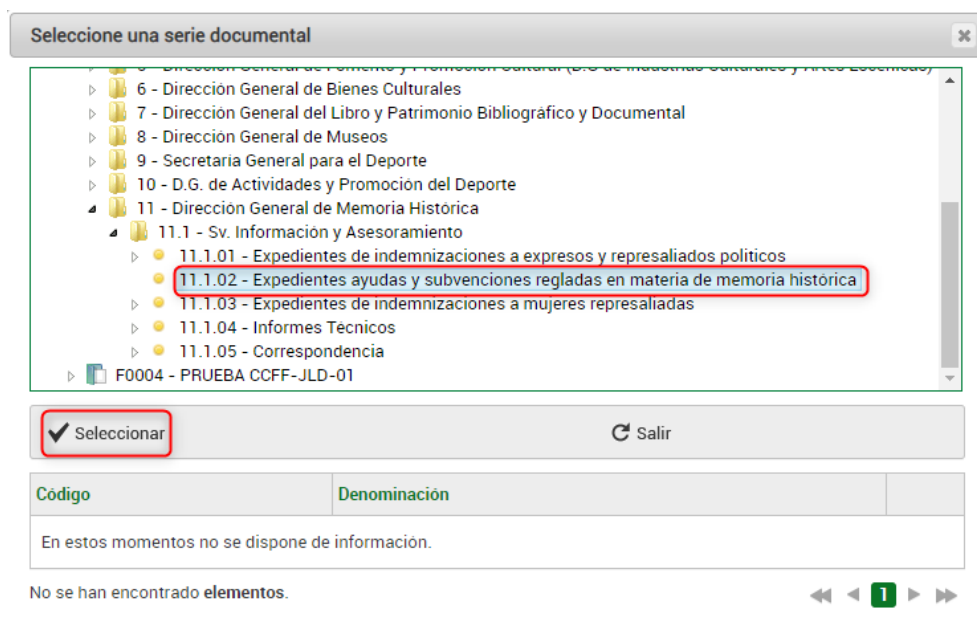 Seleccione una serie documental
6 - Dirección General de Bienes Culturales
7 - Dirección General del Libro y Patrimonio Bibliográfico y Documental
8 - Dirección General de Museos
9 - Secretaría General para el Deporte
10 - D.G. de Actividades y Promoción del Deporte
11 - Dirección General de Memoria Histórica
11.1 - Sv. Información y Asesoramiento
11.1.01 - Expedientes de indemnizaciones a expresos y represaliados políticos
11.1.02 - Expedientes ayudas y subvenciones regladas en materia de memoria histórica
11.1.03 - Expedientes de indemnizaciones a mujeres represaliadas
11.1.04 - Informes Técnicos
11.1.05 - Correspondencia
F0004 - PRUEBA CCFF-JLD-01
Seleccionar Salir
Código Denominación
En estos momentos no se dispone de información.
No se han encontrado elementos. 1